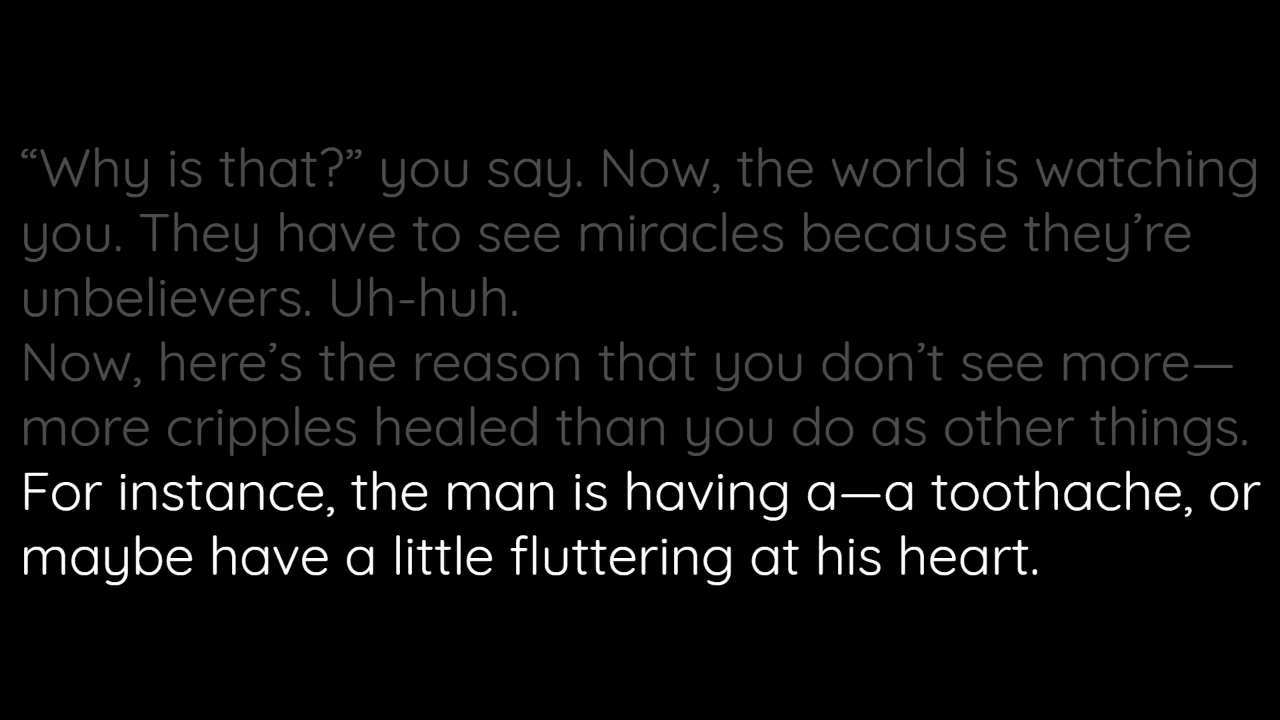 “Why is that?” you say. Now, the world is watching
you. They have to see miracles because they’re
unbelievers. Uh-huh.
Now, here’s the reason that you don’t see more—
more cripples healed than you do as other things.
For instance, the man is having a—a toothache, or
maybe have a little fluttering at his heart.